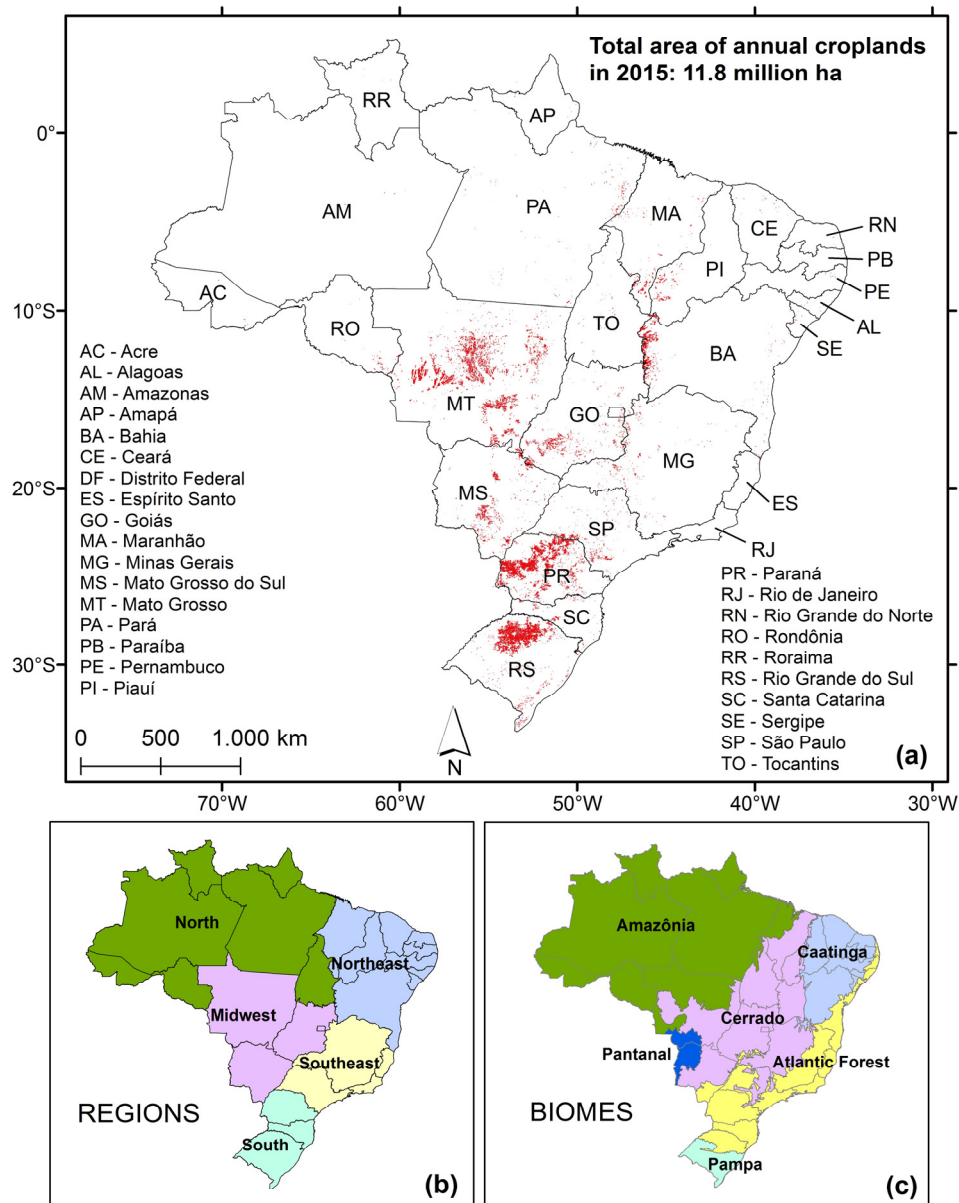 Total area of annual croplands
in 2015: 11.8 million ha
RR
AP
0°
AM
PA
MA
CE
RN
PB
PI
PE
AC
10°S
RO
TO
AL
SE
BA
AC - Acre
AL - Alagoas
AM - Amazonas
AP - Amapá
BA - Bahia
CE - Ceará
DF - Distrito Federal
ES - Espírito Santo
GO - Goiás
MA - Maranhão
MG - Minas Gerais
MS - Mato Grosso do Sul
MT - Mato Grosso
PA - Pará
PB - Paraíba
PE - Pernambuco
PI - Piauí
MT
GO
MG
20°S
MS
ES
SP
RJ
PR
SC
30°S
RS
PR - Paraná
RJ - Rio de Janeiro
RN - Rio Grande do Norte
RO - Rondônia
RR - Roraima
RS - Rio Grande do Sul
SC - Santa Catarina
SE - Sergipe
SP - São Paulo
TO - Tocantins
0 500 1.000 km
N
(a)
70°W 60°W 50°W 40°W 30°W
North
Northeast
Midwest
Southeast
South
REGIONS
(b)
Amazônia
Caatinga
Cerrado
Pantanal
Atlantic Forest
Pampa
BIOMES
(c)